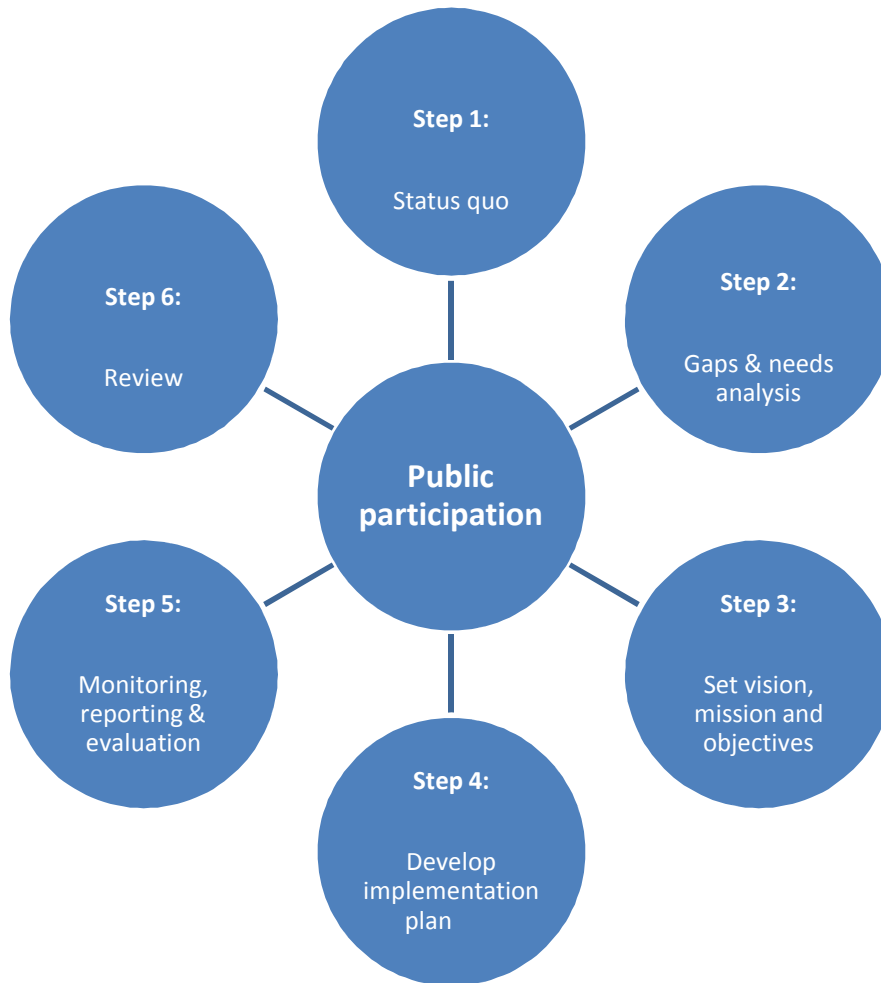 Step 1:
Status quo
Step 2:
Gaps & needs
analysis
Step 3:
Set vision,
mission and
objectives
Step 4:
Develop
implementation
plan
Step 5:
Monitoring,
reporting &
evaluation
Step 6:
Review
Public
participation